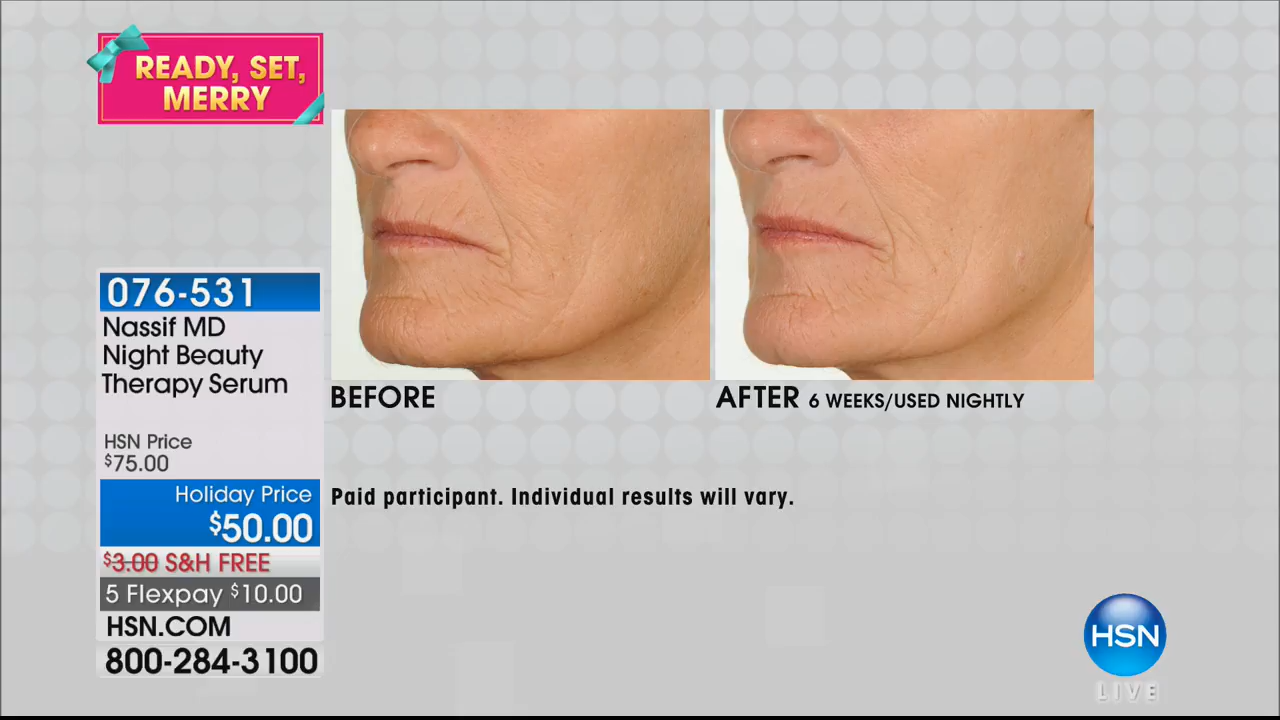 READY, SET,
MERRY
076-531
Nassif MD
Night Beauty
Therapy Serum
HSN Price
$75.00
Holiday Price
$50.00
$3.00 S&H FREE
5 Flexpay $10.00
HSN.COM
800-284-3100
BEFORE
AFTER 6 WEEKS/USED NIGHTLY
Paid participant. Individual results will vary.
HSN
LIVE